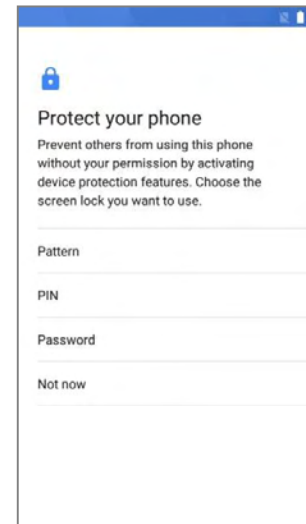 Protect your phone
Prevent others from using this phone
without your permission by activating
device protection features. Choose the
screen lock you want to use.
Pattern
PIN
Password
Not now